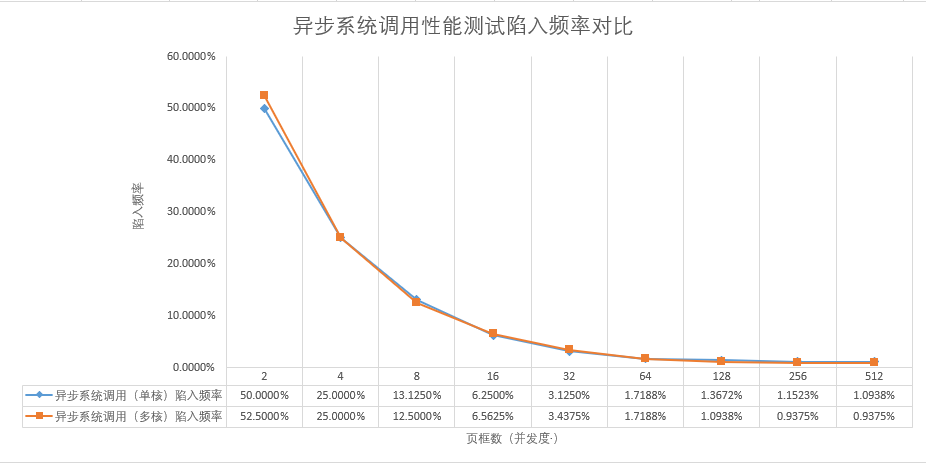 异步系统调用性能测试陷入频率对比
60.0000%
50.0000%
40.0000%
30.0000%
20.0000%
10.0000%
0.0000%
陷入频率
2 4 8 16 32 64 128 256 512
异步系统调用（单核）陷入频率 50.0000% 25.0000% 13.1250% 6.2500% 3.1250% 1.7188% 1.3672% 1.1523% 1.0938%
异步系统调用（多核）陷入频率 52.5000% 25.0000% 12.5000% 6.5625% 3.4375% 1.7188% 1.0938% 0.9375% 0.9375%
页框数（并发度·）